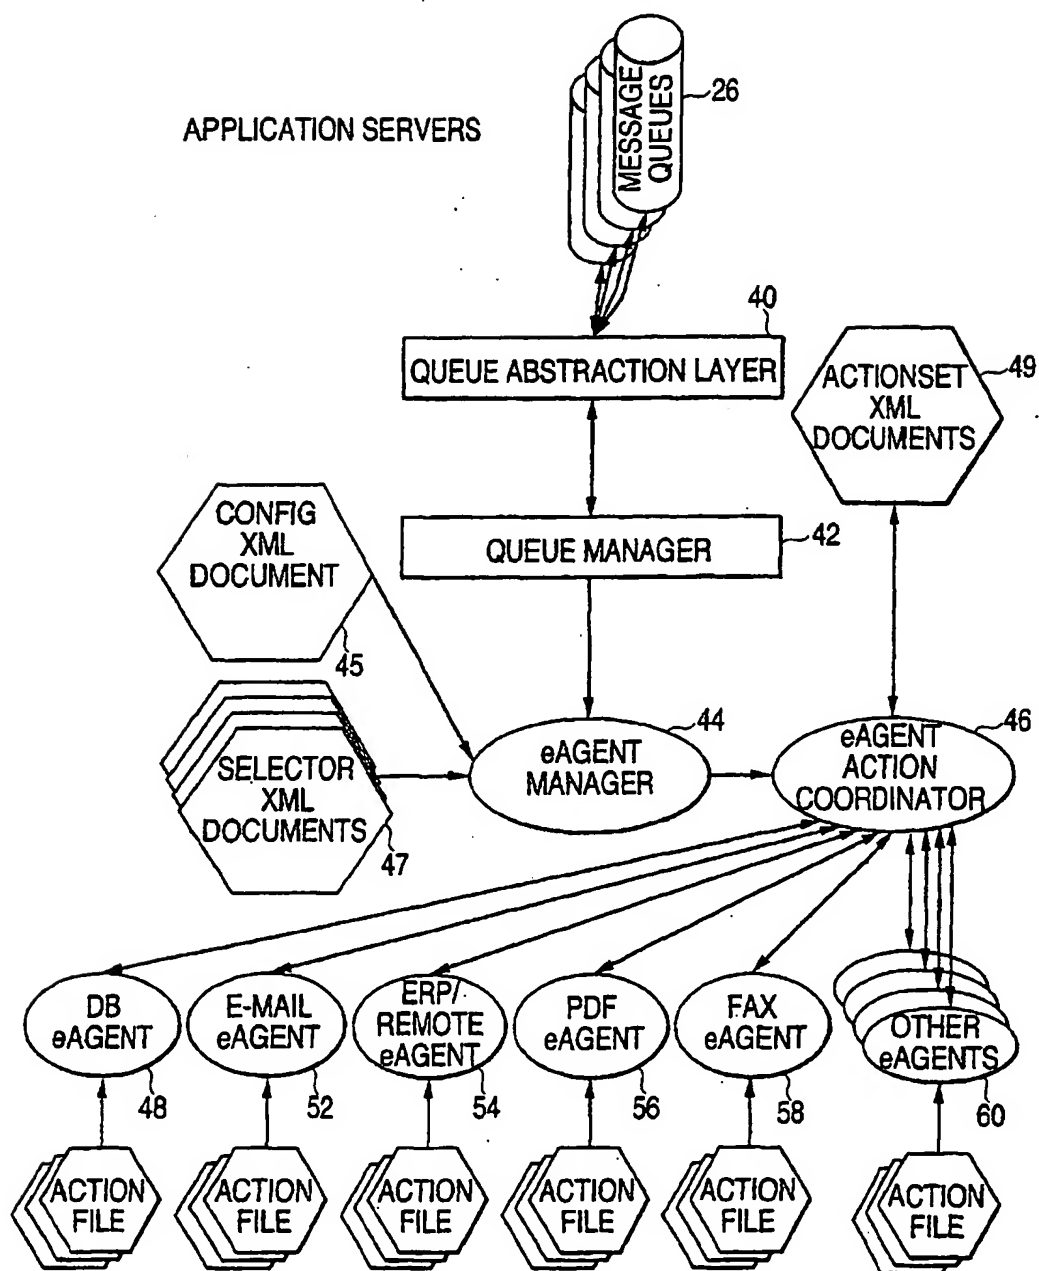 MESSAGE
QUEUES
26
APPLICATION SERVERS
40
QUEUE ABSTRACTION LAYER
ACTIONSET
XML
DOCUMENTS
49
CONFIG
XML
DOCUMENT
45
QUEUE MANAGER
42
SELECTOR
XML
DOCUMENTS
47
eAGENT
MANAGER
44
eAGENT
ACTION
COORDINATOR
46
DB
eAGENT
48
E-MAIL
eAGENT
52
ERP/
REMOTE
eAGENT
54
PDF
eAGENT
56
FAX
eAGENT
58
OTHER
eAGENTS
60
ACTION
FILE
ACTION
FILE
ACTION
FILE
ACTION
FILE
ACTION
FILE
ACTION
FILE